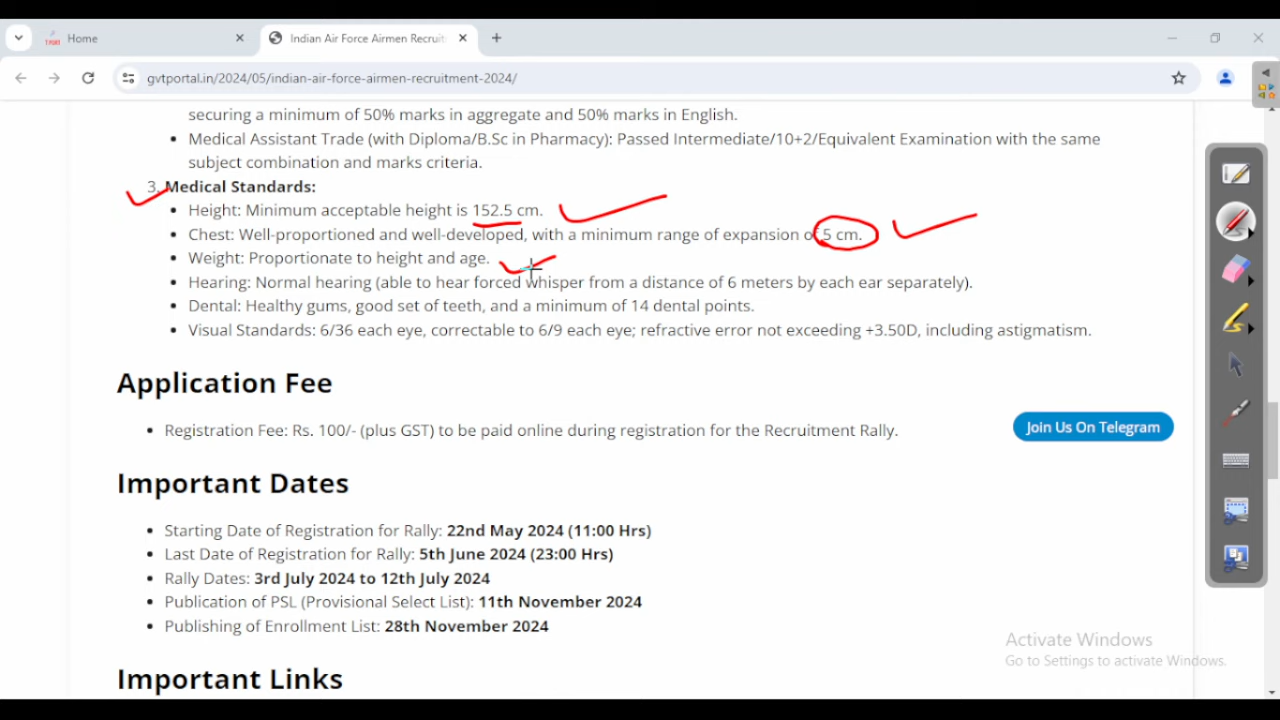 Home
Indian Air Force Airmen Recruit
gvtportal.in/2024/05/indian-air-force-airmen-recruitment-2024/
securing a minimum of 50% marks in aggregate and 50% marks in English.
• Medical Assistant Trade (with Diploma/B.Sc in Pharmacy): Passed Intermediate/10+2/Equivalent Examination with the same
subject combination and marks criteria.
3. Medical Standards:
• Height: Minimum acceptable height is 152.5 cm.
• Chest: Well-proportioned and well-developed, with a minimum range of expansion of 5 cm.
• Weight: Proportionate to height and age.
• Hearing: Normal hearing (able to hear forced whisper from a distance of 6 meters by each ear separately).
• Dental: Healthy gums, good set of teeth, and a minimum of 14 dental points.
• Visual Standards: 6/36 each eye, correctable to 6/9 each eye; refractive error not exceeding +3.50D, including astigmatism.
Application Fee
• Registration Fee: Rs. 100/- (plus GST) to be paid online during registration for the Recruitment Rally.
Join Us On Telegram
Important Dates
• Starting Date of Registration for Rally: 22nd May 2024 (11:00 Hrs)
• Last Date of Registration for Rally: 5th June 2024 (23:00 Hrs)
• Rally Dates: 3rd July 2024 to 12th July 2024
• Publication of PSL (Provisional Select List): 11th November 2024
• Publishing of Enrollment List: 28th November 2024
Activate Windows
Go to Settings to activate Windows.
Important Links